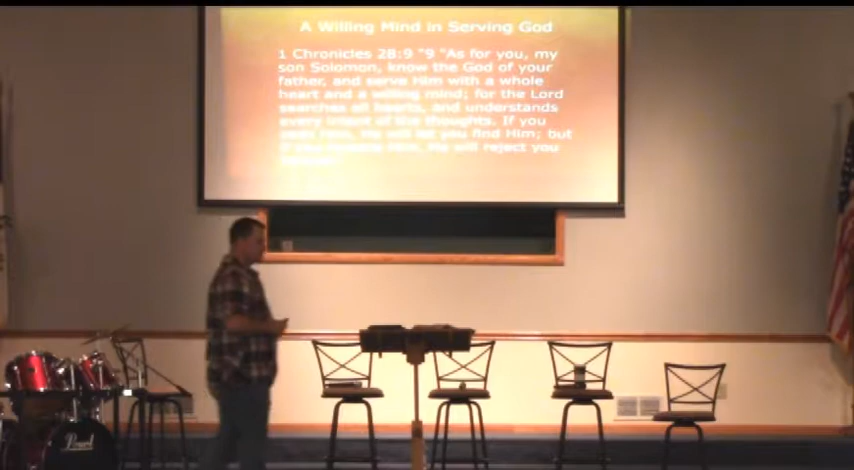 A Willing Mind in Serving God
1 Chronicles 28:9 "9 "As for you, my
son Solomon, know the God of your
father, and serve Him with a whole
heart and a willing mind; for the Lord
searches all hearts, and understands
every intent of the thoughts. If you
seek Him, He will let you find Him; but
if you forsake Him, He will reject you
Pearl